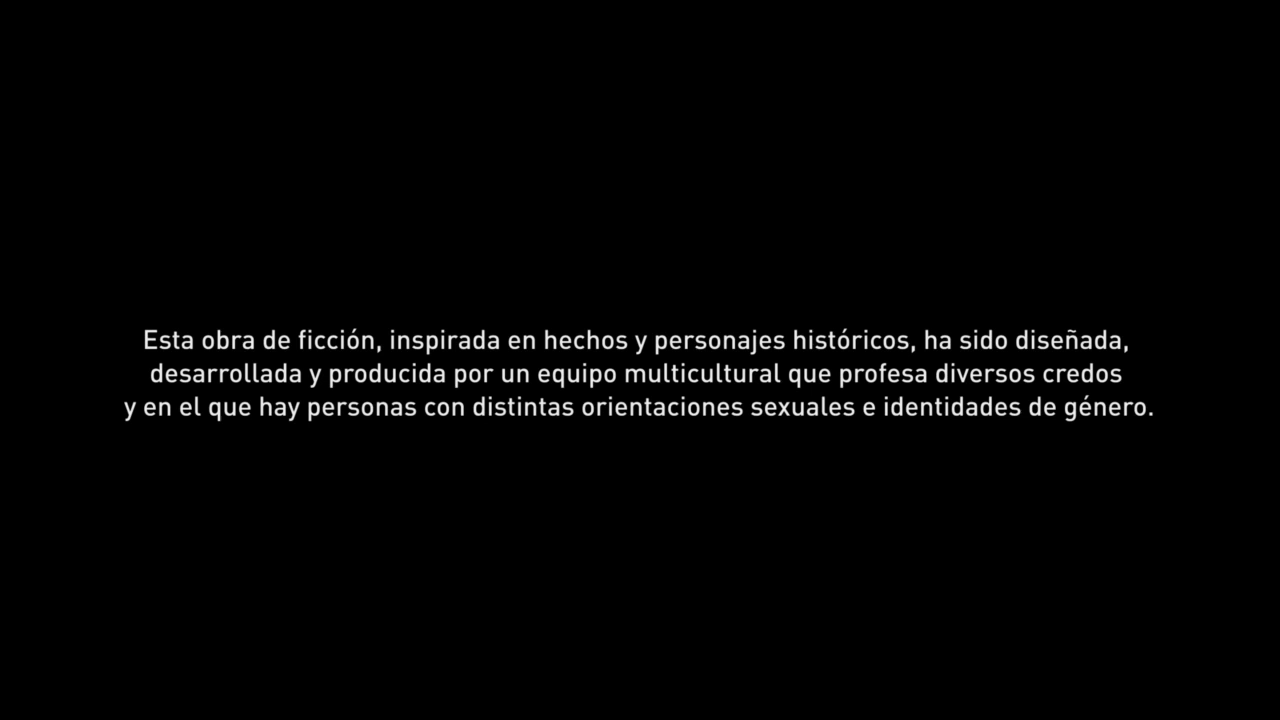 Esta obra de ficción, inspirada en hechos y personajes históricos, ha sido diseñada,
desarrollada y producida por un equipo multicultural que profesa diversos credos
y en el que hay personas con distintas orientaciones sexuales e identidades de género.